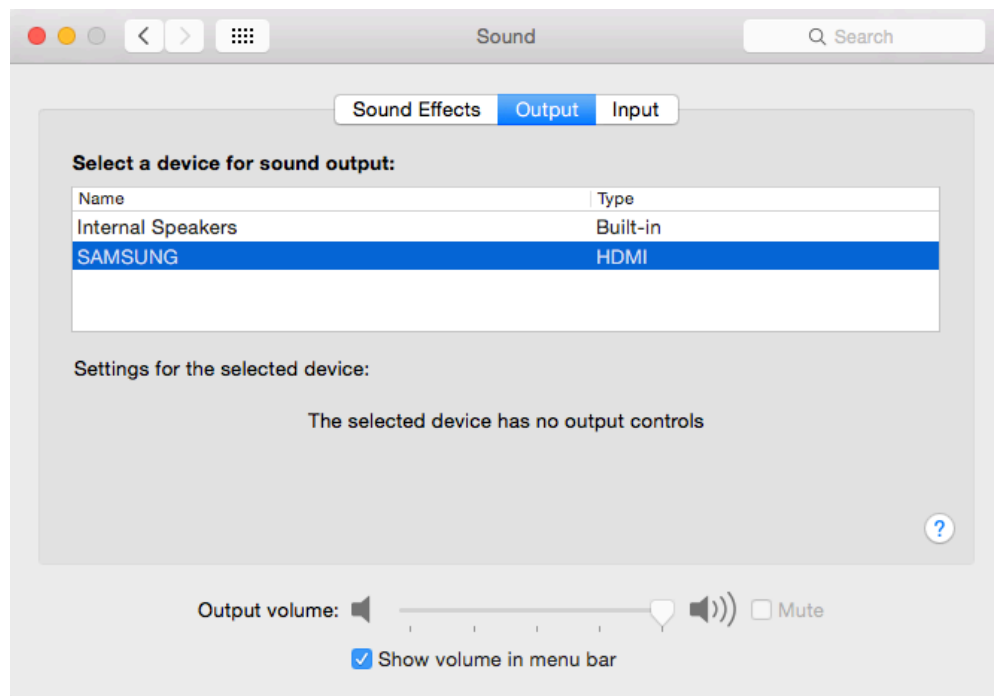 Sound
Search
Sound Effects Output Input
Select a device for sound output:
Name Type
Internal Speakers Built-in
SAMSUNG HDMI
Settings for the selected device:
The selected device has no output controls
?
Output volume: Mute
Show volume in menu bar